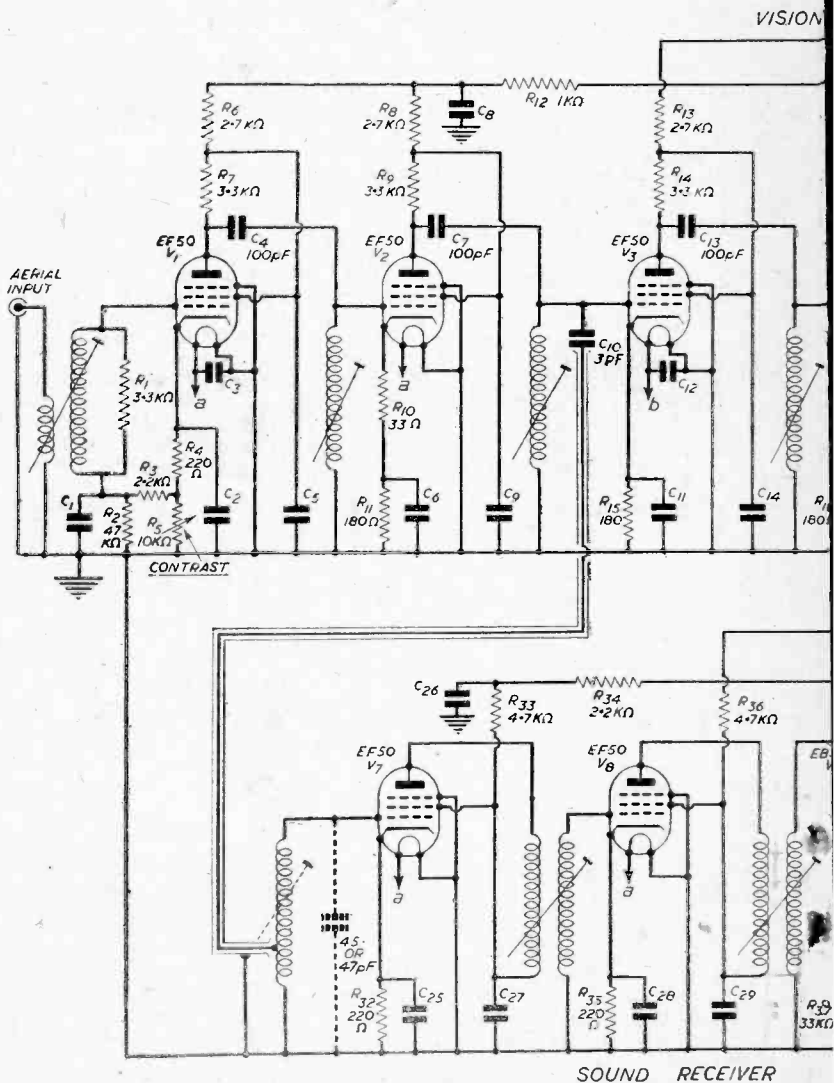 VISION
R6
2·7KΩ
R8
2·7KΩ
C8
R12 1KΩ
R13
2·7KΩ
R7
3·3KΩ
R9
3·3KΩ
R14
3·3KΩ
EF50
V1
C4
100pF
EF50
V2
C7
100pF
EF50
V3
C13
100pF
AERIAL
INPUT
R1
3·3KΩ
C3
a
a
C10
3pF
C12
b
R10
33
Ω
R4
220
Ω
R3
2·2KΩ
C1
R2
47
KΩ
R5
10KΩ
C2
C5
R11
180Ω
C6
C9
R15
180
C11
C14
180Ω
CONTRAST
C26
R33
4·7KΩ
R34
2·2KΩ
R36
4·7KΩ
EF50
V7
EF50
V8
EB
a
a
45
OR
47pF
R32
220
Ω
C25
C27
R35
220
Ω
C28
C29
R37
33KΩ
SOUND RECEIVER